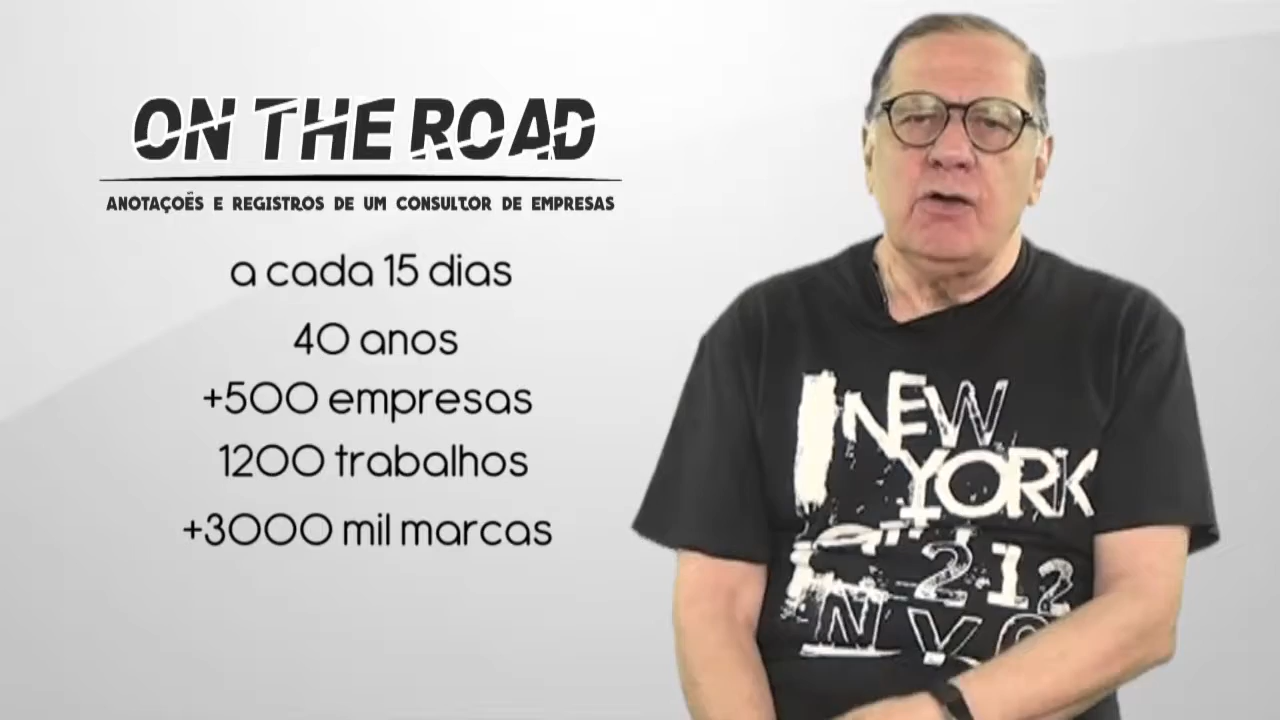 ON THE ROAD
ANOTAÇOẼS E REGISTROS DE UM CONSULTOR DE EMPRESAS
a cada 15 dias
40 anos
+500 empresas
1200 trabalhos
+3000 mil marcas
NEW
YORK
212
NYC